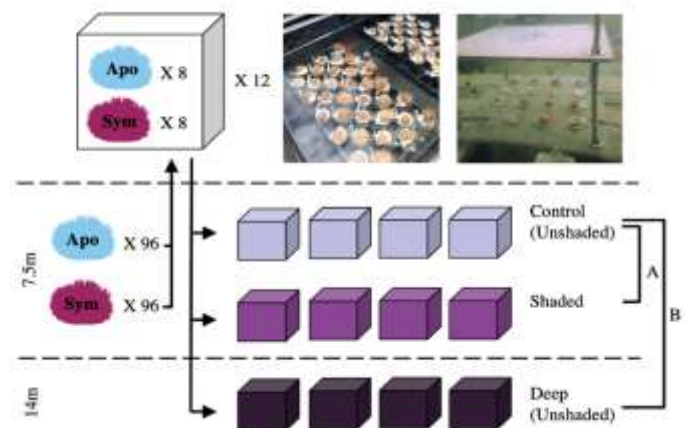 Apo X 8
Sym X 8
X 12
7.5m
Apo X 96
Sym X 96
Control
(Unshaded)
Shaded
A
B
14m
Deep
(Unshaded)